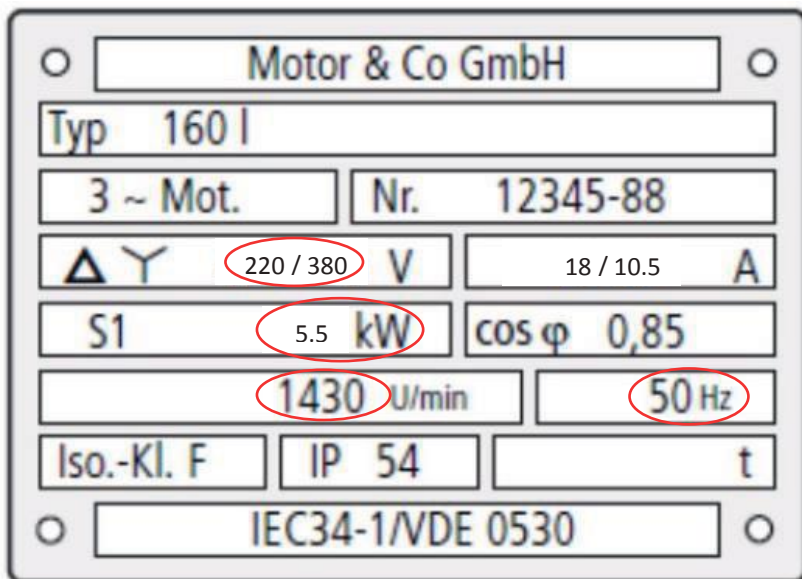 Motor & Co GmbH
Typ 160 l
3 ~ Mot. Nr. 12345-88
Δ Y 220 / 380 V 18 / 10.5 A
S1 5.5 kW cos φ 0,85
1430 U/min 50 Hz
Iso.-Kl. F IP 54 t
IEC34-1/VDE 0530